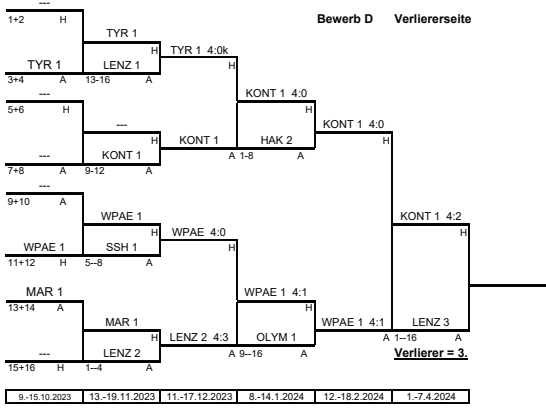 ---
1+2 H
Bewerb D Verliererseite
TYR 1
TYR 1 4:0k
H
H
TYR 1 LENZ 1
3+4 A 13-16 A
---
KONT 1 4:0
5+6 H
H
---
KONT 1 4:0
H
H
--- KONT 1
KONT 1
HAK 2
7+8 A 9-12 A
A 1-8 A
---
9+10 A
WPAE 1
KONT 1 4:2
WPAE 4:0
H
H
H
WPAE 1 SSH 1
11+12 H 5--8 A
MAR 1
WPAE 1 4:1
13+14 A
H
MAR 1
WPAE 1 4:1
LENZ 3
H
LENZ 2 4:3
OLYM 1
A 1--16 A
--- LENZ 2
A 9--16 A
Verlierer = 3.
15+16 H 1--4 A
9.-15.10.2023 13.-19.11.2023 11.-17.12.2023 8.-14.1.2024 12.-18.2.2024 1.-7.4.2024